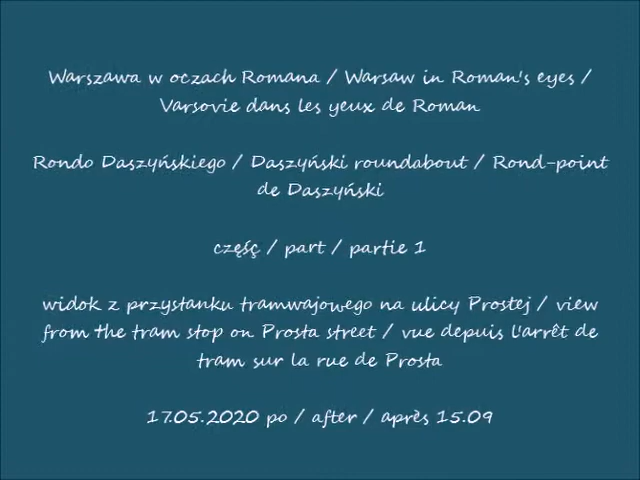 Warszawa w oczach Romana / Warsaw in Roman's eyes /
Varsovie dans les yeux de Roman
Rondo Daszyńskiego / Daszyński roundabout / Rond-point
de Daszyński
część / part / partie 1
widok z przystanku tramwajowego na ulicy Prostej / view
from the tram stop on Prosta street / vue depuis l'arrêt de
tram sur la rue de Prosta
17.05.2020 po / after / après 15.09